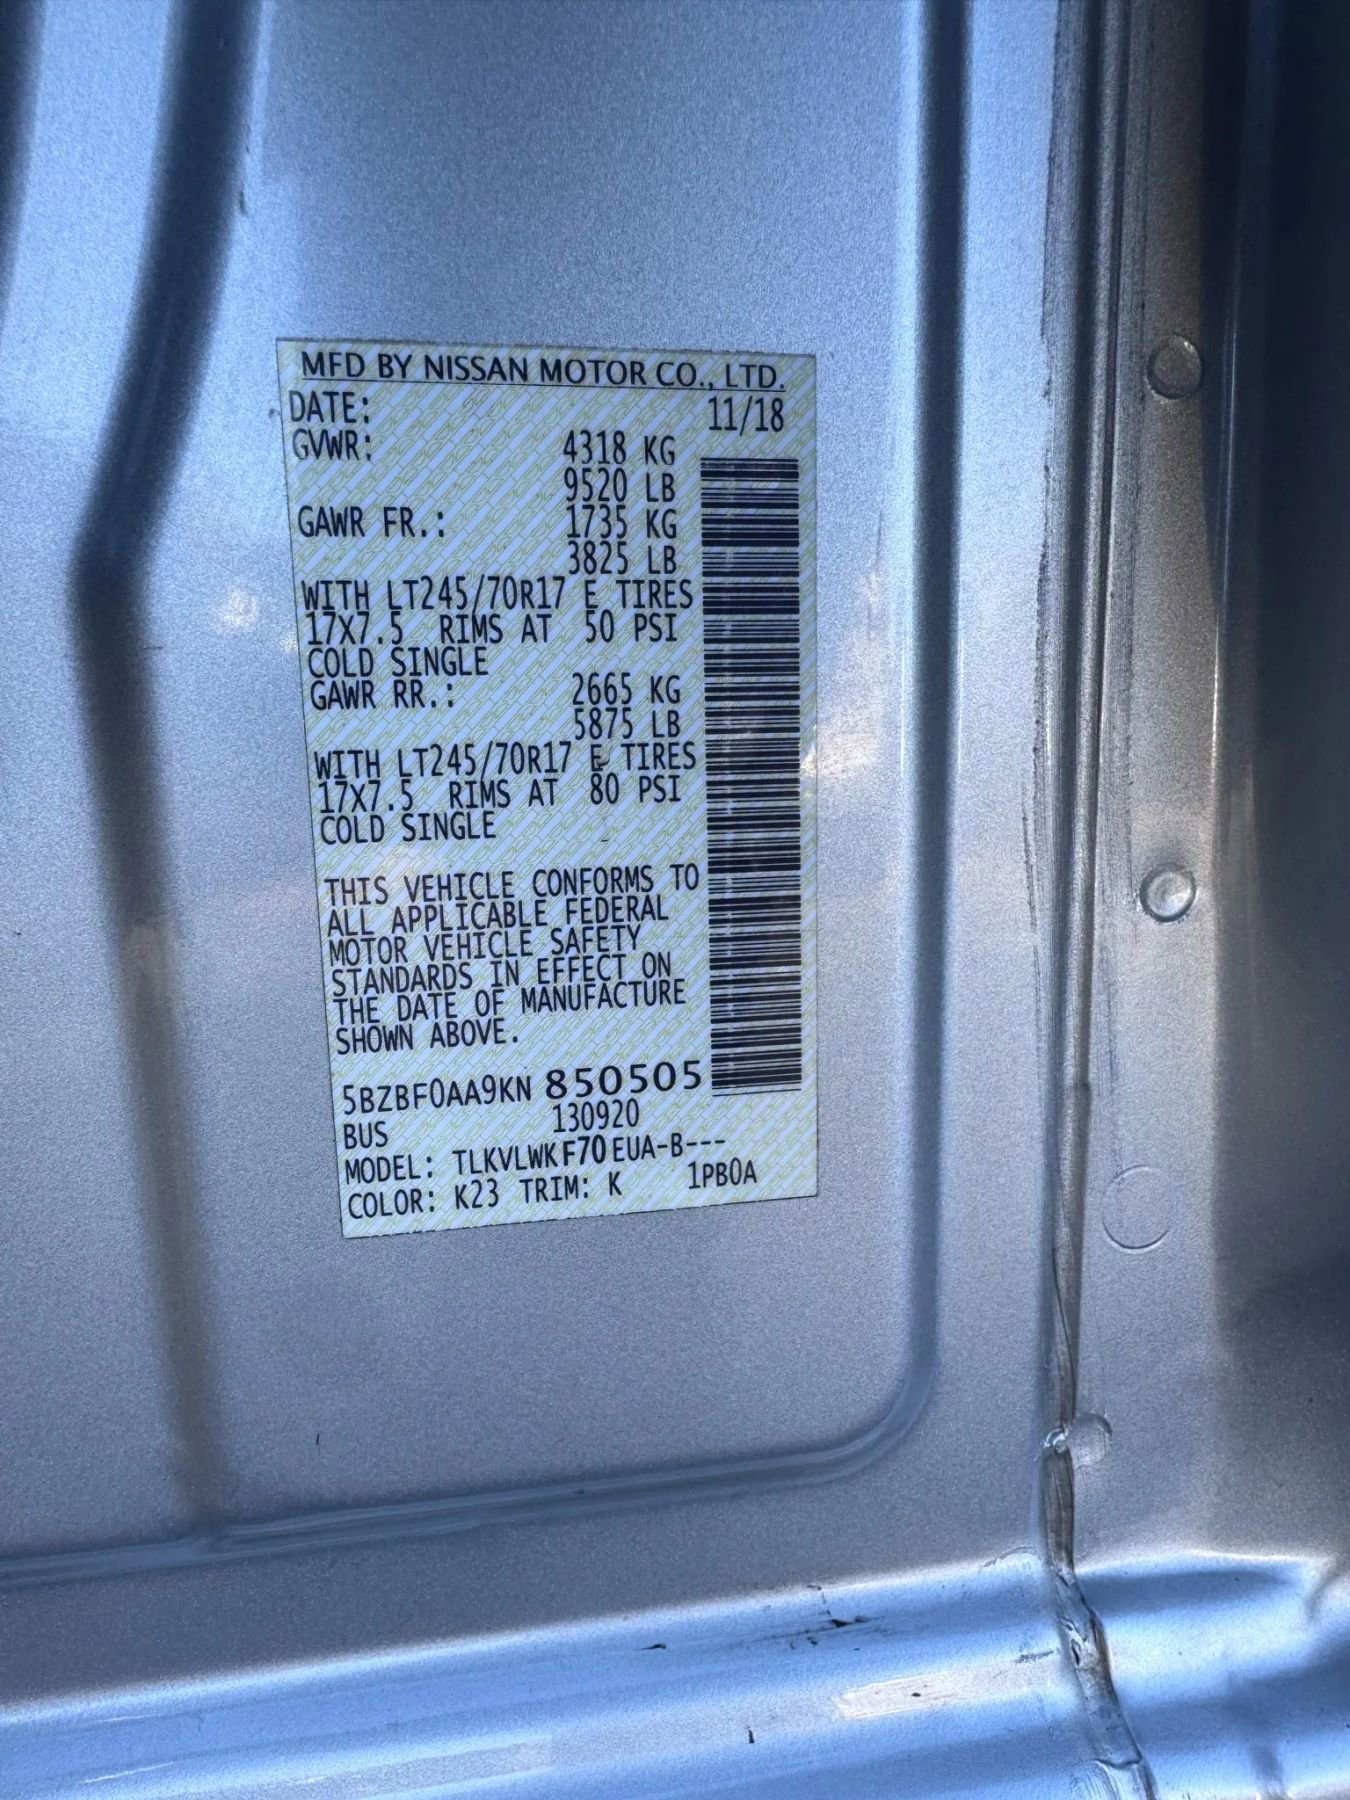 MFD BY NISSAN MOTOR CO., LTD.
DATE: 11/18
GVWR: 4318 KG
9520 LB
GAWR FR.: 1735 KG
3825 LB
WITH LT245/70R17 E TIRES
17X7.5 RIMS AT 50 PSI
COLD SINGLE
GAWR RR.: 2665 KG
5875 LB
WITH LT245/70R17 E TIRES
17X7.5 RIMS AT 80 PSI
COLD SINGLE
THIS VEHICLE CONFORMS TO
ALL APPLICABLE FEDERAL
MOTOR VEHICLE SAFETY
STANDARDS IN EFFECT ON
THE DATE OF MANUFACTURE
SHOWN ABOVE.
5BZBF0AA9KN 850505
BUS 130920
MODEL: TLKVLWKF70EUA-B---
COLOR: K23 TRIM: K 1PB0A